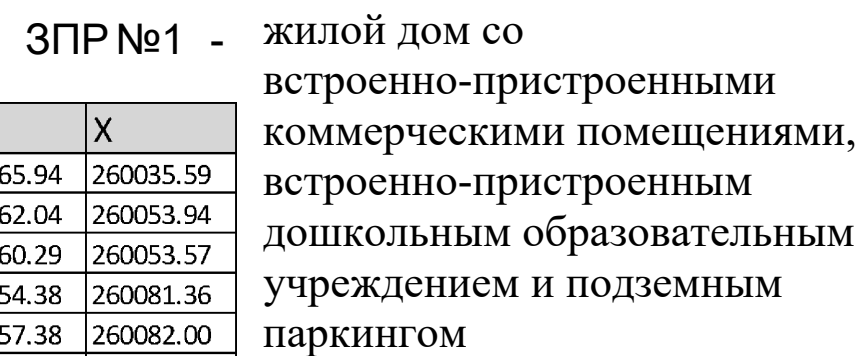 ЗПР №1 -
жилой дом со
встроенно-пристроенными
коммерческими помещениями,
встроенно-пристроенным
дошкольным образовательным
учреждением и подземным
паркингом
X
65.94 260035.59
62.04 260053.94
60.29 260053.57
54.38 260081.36
57.38 260082.00